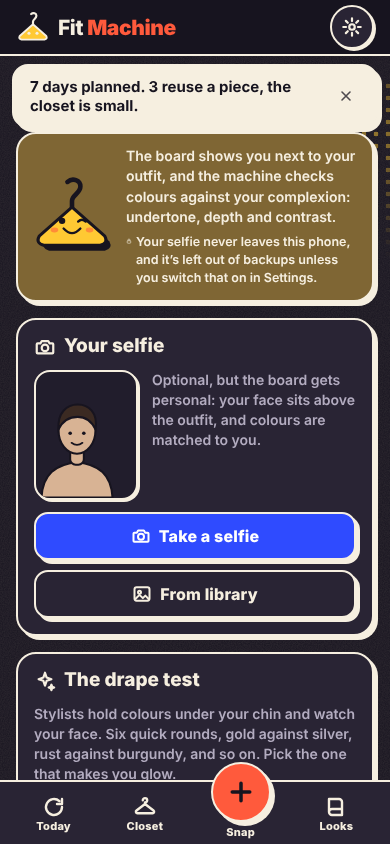 Fit Machine
7 days planned. 3 reuse a piece, the
closet is small.
The board shows you next to your
outfit, and the machine checks
colours against your complexion:
undertone, depth and contrast.
Your selfie never leaves this phone,
and it's left out of backups unless
you switch that on in Settings.
Your selfie
Optional, but the board gets
personal: your face sits above
the outfit, and colours are
matched to you.
Take a selfie
From library
The drape test
Stylists hold colours under your chin and watch
your face. Six quick rounds, gold against silver,
rust against burgundy, and so on. Pick the one
that makes you glow.
Today
Closet
Snap
Looks